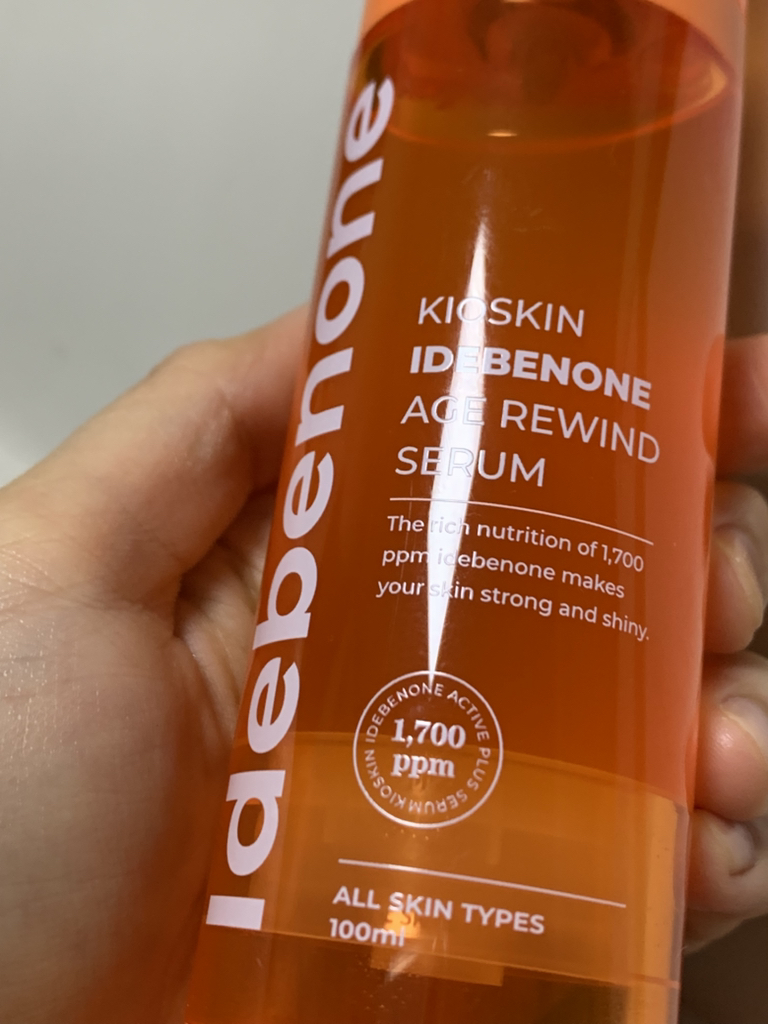 Idebenone
KIOSKIN
IDEBENONE
AGE REWIND
SERUM
The rich nutrition of 1,700
ppm idebenone makes
your skin strong and shiny.
KIOSKIN IDEBENONE ACTIVE PLUS SERUM
1,700
ppm
ALL SKIN TYPES
100ml